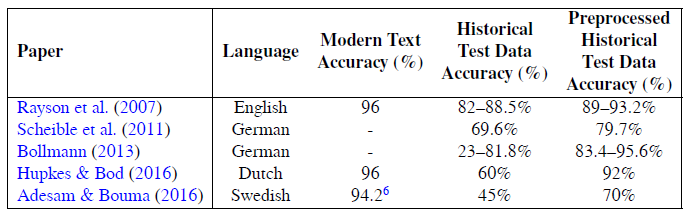 Paper Language Modern Text Accuracy (%) Historical Test Data Accuracy (%) Preprocessed Historical Test Data Accuracy (%)
Rayson et al. (2007) English 96 82–88.5% 89–93.2%
Scheible et al. (2011) German - 69.6% 79.7%
Bollmann (2013) German - 23–81.8% 83.4–95.6%
Hupkes & Bod (2016) Dutch 96 60% 92%
Adesam & Bouma (2016) Swedish 94.2⁶ 45% 70%